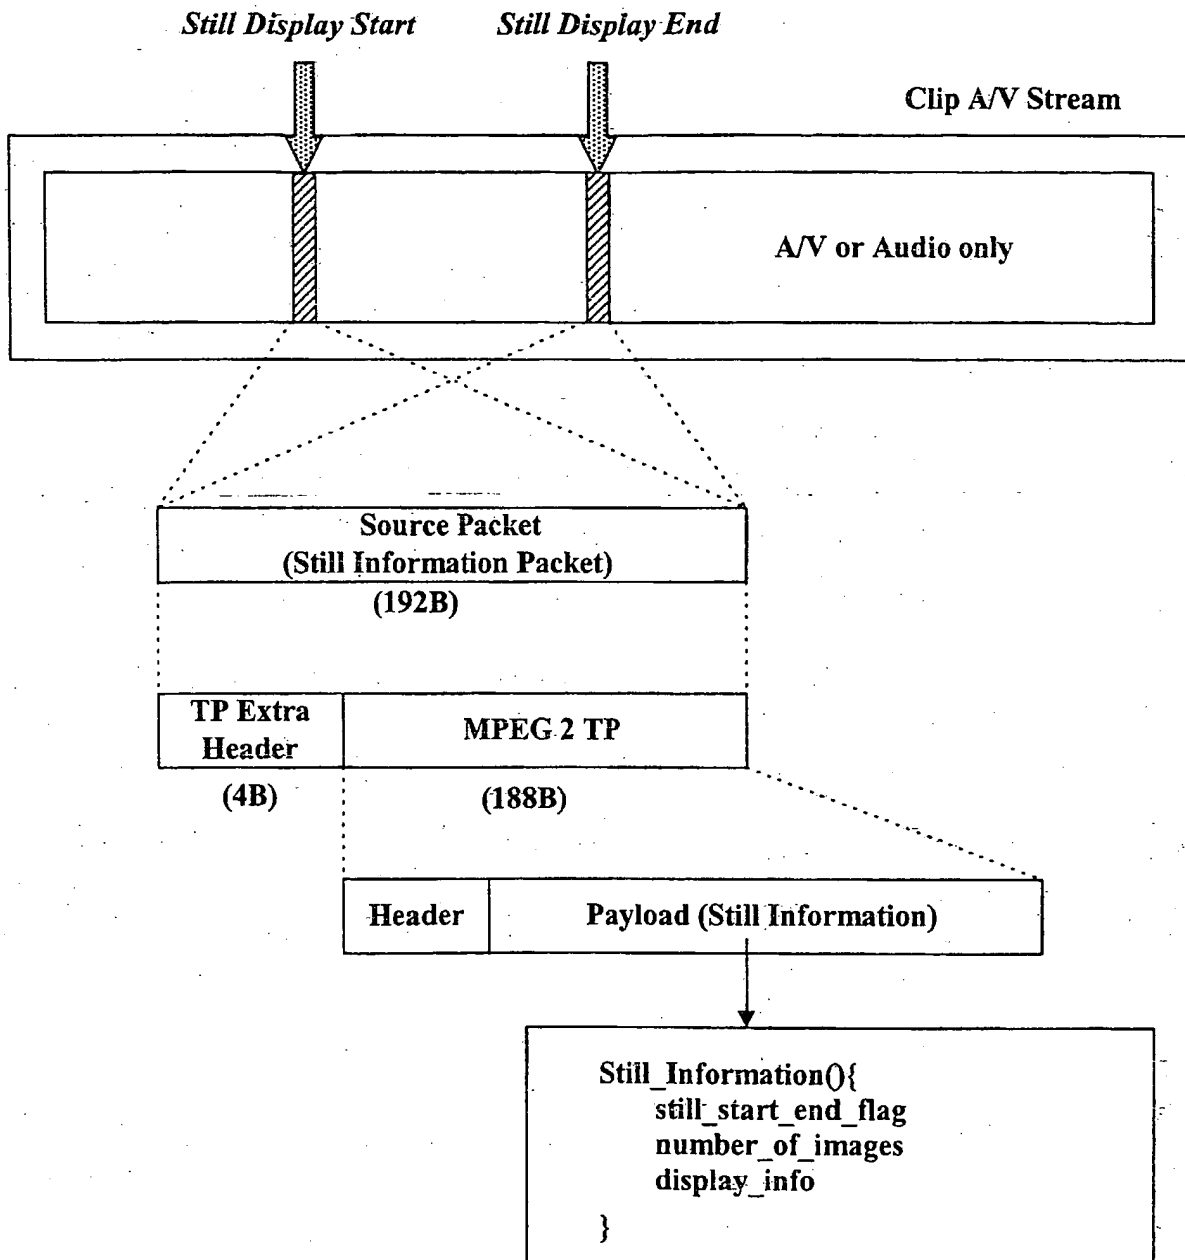 Still Display Start
Still Display End
Clip A/V Stream
A/V or Audio only
Source Packet
(Still Information Packet)
(192B)
TP Extra
Header
MPEG 2 TP
(4B)
(188B)
Header
Payload (Still Information)
Still_Information(){
still_start_end_flag
number_of_images
display_info
}